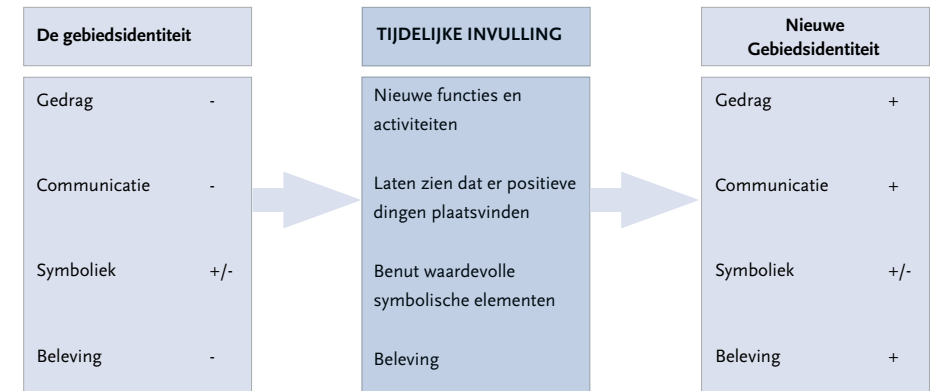 De gebiedsidentiteit
Gedrag -
Communicatie -
Symboliek +/-
Beleving -
TIJDELIJKE INVULLING
Nieuwe functies en
activiteiten
Laten zien dat er positieve
dingen plaatsvinden
Benut waardevolle
symbolische elementen
Beleving
Nieuwe
Gebiedsidentiteit
Gedrag +
Communicatie +
Symboliek +/-
Beleving +